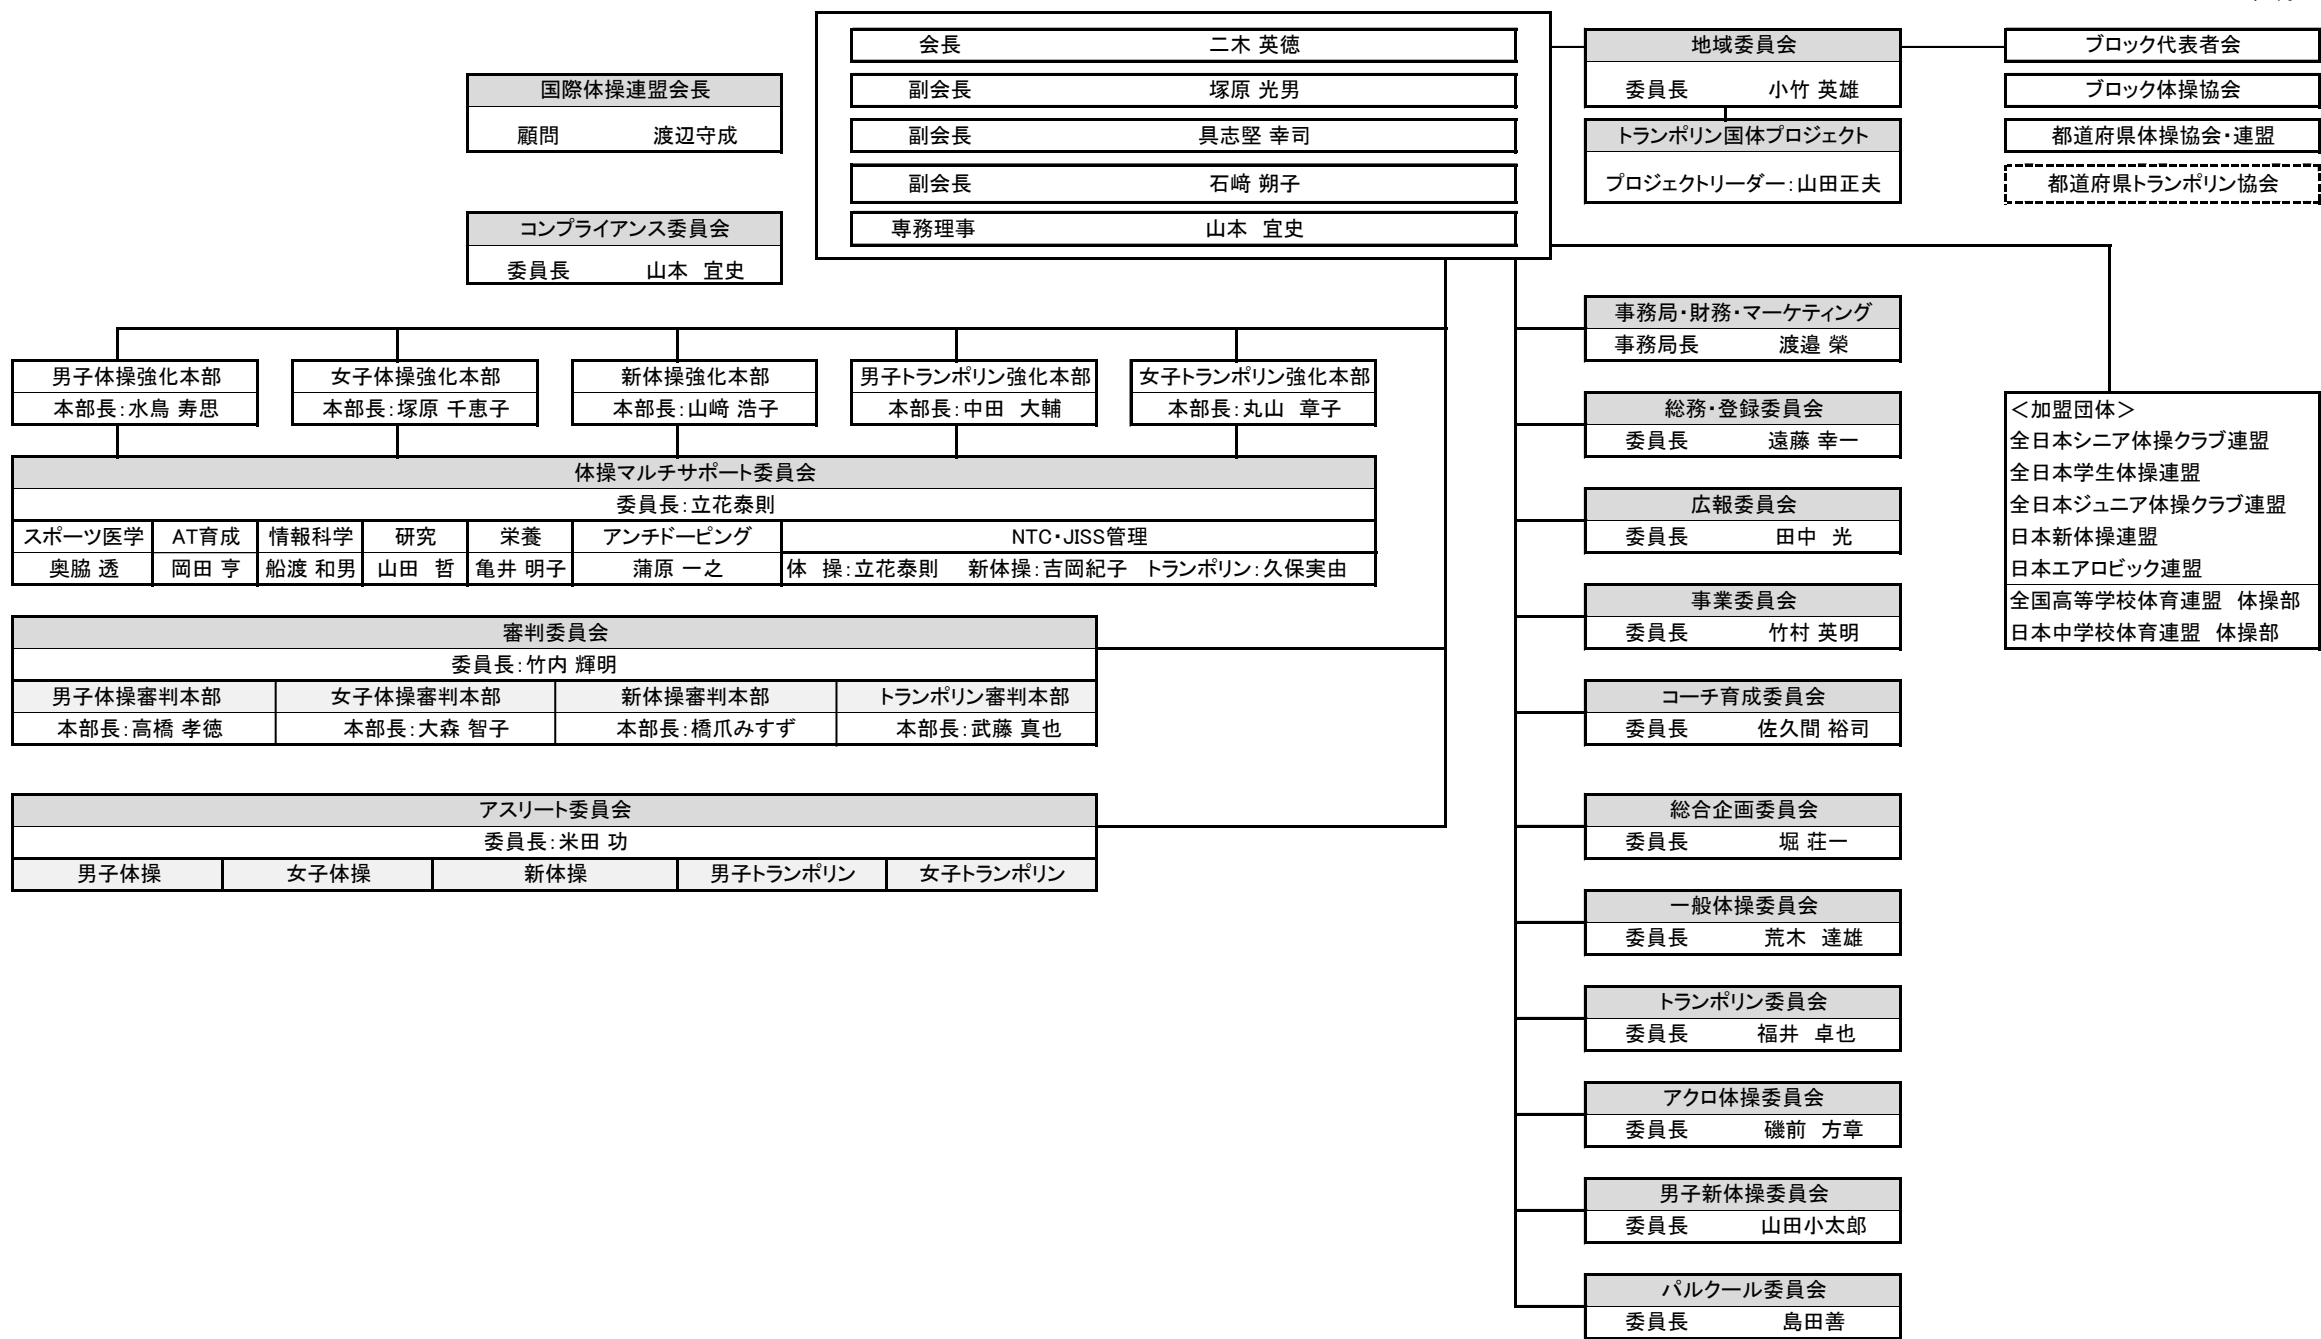 会長 二木 英徳
副会長 塚原 光男
副会長 具志堅 幸司
副会長 石﨑 朔子
専務理事 山本 宜史
国際体操連盟会長
顧問 渡辺守成
コンプライアンス委員会
委員長 山本 宜史
地域委員会
委員長 小竹 英雄
トランポリン国体プロジェクト
プロジェクトリーダー:山田正夫
ブロック代表者会
ブロック体操協会
都道府県体操協会・連盟
都道府県トランポリン協会
男子体操強化本部
本部長:水鳥 寿思
女子体操強化本部
本部長:塚原 千恵子
新体操強化本部
本部長:山﨑 浩子
男子トランポリン強化本部
本部長:中田 大輔
女子トランポリン強化本部
本部長:丸山 章子
体操マルチサポート委員会
委員長:立花泰則
スポーツ医学 AT育成 情報科学 研究 栄養 アンチドーピング NTC・JISS管理
奥脇 透 岡田 亨 船渡 和男 山田 哲 亀井 明子 蒲原 一之 体 操:立花泰則 新体操:吉岡紀子 トランポリン:久保実由
審判委員会
委員長:竹内 輝明
男子体操審判本部 女子体操審判本部 新体操審判本部 トランポリン審判本部
本部長:高橋 孝徳 本部長:大森 智子 本部長:橋爪みすず 本部長:武藤 真也
アスリート委員会
委員長:米田 功
男子体操 女子体操 新体操 男子トランポリン 女子トランポリン
事務局・財務・マーケティング
事務局長 渡邉 榮
総務・登録委員会
委員長 遠藤 幸一
広報委員会
委員長 田中 光
事業委員会
委員長 竹村 英明
コーチ育成委員会
委員長 佐久間 裕司
総合企画委員会
委員長 堀 荘一
一般体操委員会
委員長 荒木 達雄
トランポリン委員会
委員長 福井 卓也
アクロ体操委員会
委員長 磯前 方章
男子新体操委員会
委員長 山田小太郎
パルクール委員会
委員長 島田善
＜加盟団体＞
全日本シニア体操クラブ連盟
全日本学生体操連盟
全日本ジュニア体操クラブ連盟
日本新体操連盟
日本エアロビック連盟
全国高等学校体育連盟 体操部
日本中学校体育連盟 体操部